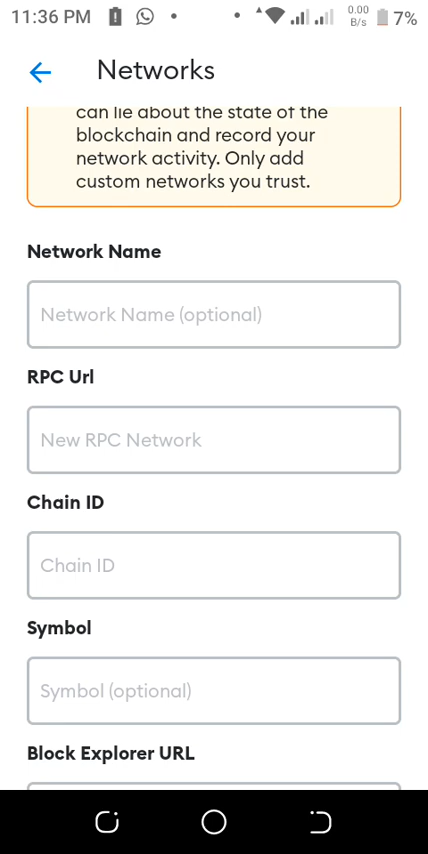 11:36 PM 0.00 B/s 7%
Networks
can lie about the state of the
blockchain and record your
network activity. Only add
custom networks you trust.
Network Name
Network Name (optional)
RPC Url
New RPC Network
Chain ID
Chain ID
Symbol
Symbol (optional)
Block Explorer URL